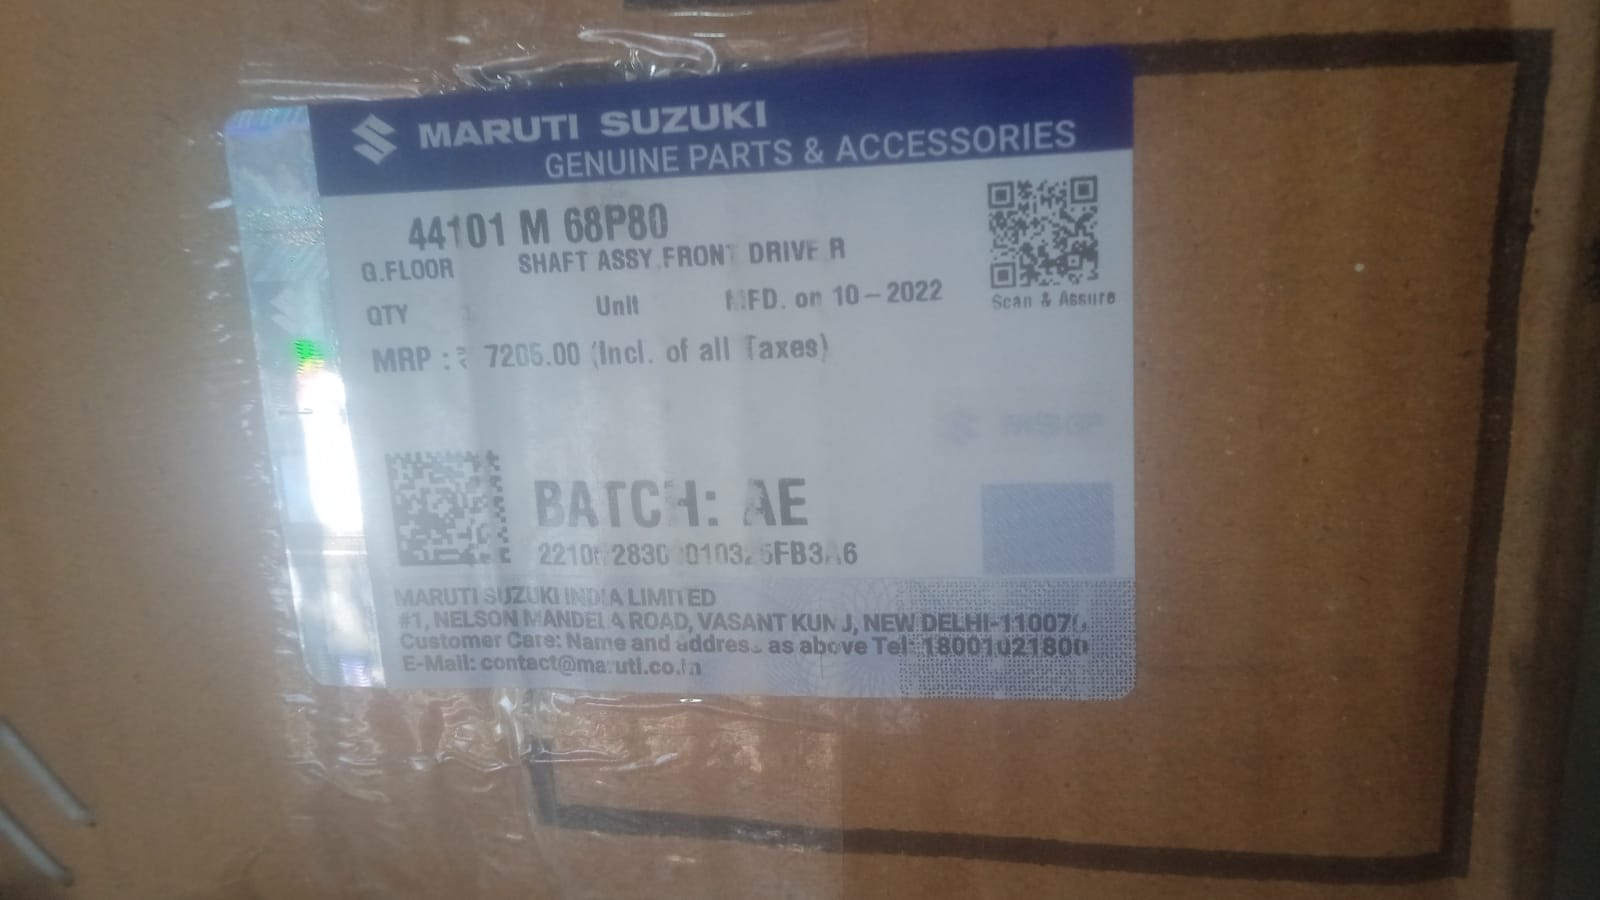 MARUTI SUZUKI
GENUINE PARTS & ACCESSORIES
44101 M 68P80
G.FLOOR SHAFT ASSY,FRONT DRIVE R
QTY 1 Unit MFD. on 10-2022
MRP : ₹ 7205.00 (Incl. of all Taxes)
Scan & Assure
MSGP
BATCH: AE
MARUTI SUZUKI INDIA LIMITED
#1, NELSON MANDELA ROAD, VASANT KUNJ, NEW
Customer Care: Name and address as above Tel: 18001021800
E-Mail: contact@maruti.co.in